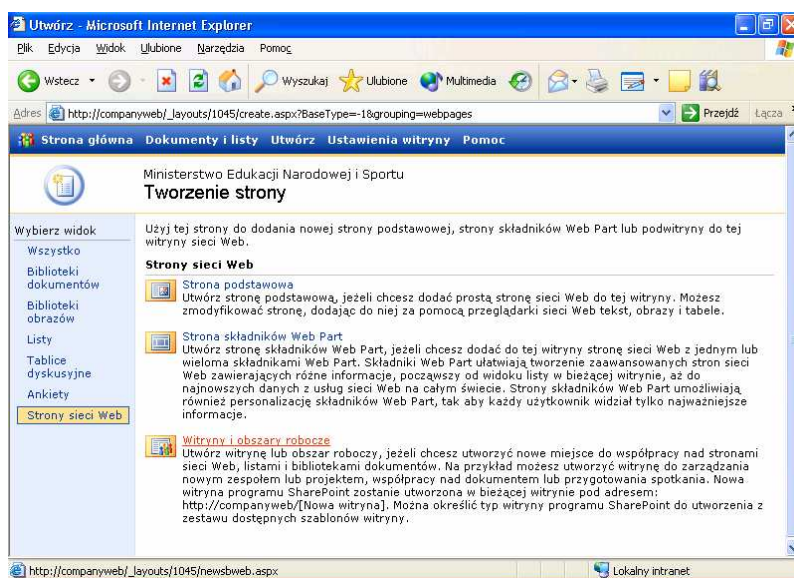 Utwórz - Microsoft Internet Explorer
Plik Edycja Widok Ulubione Narzędzia Pomoc
Wstecz Wyszukaj Ulubione Multimedia
Adres http://companyweb/_layouts/1045/create.aspx?BaseType=-1&grouping=webpages Przejdź Łącza
Strona główna Dokumenty i listy Utwórz Ustawienia witryny Pomoc
Ministerstwo Edukacji Narodowej i Sportu
Tworzenie strony
Wybierz widok
Wszystko
Biblioteki
dokumentów
Biblioteki
obrazów
Listy
Tablice
dyskusyjne
Ankiety
Strony sieci Web
Użyj tej strony do dodania nowej strony podstawowej, strony składników Web Part lub podwitryny do tej
witryny sieci Web.
Strony sieci Web
Strona podstawowa
Utwórz stronę podstawową, jeżeli chcesz dodać prostą stronę sieci Web do tej witryny. Możesz
zmodyfikować stronę, dodając do niej za pomocą przeglądarki sieci Web tekst, obrazy i tabele.
Strona składników Web Part
Utwórz stronę składników Web Part, jeżeli chcesz dodać do tej witryny stronę sieci Web z jednym lub
wieloma składnikami Web Part. Składniki Web Part ułatwiają tworzenie zaawansowanych stron sieci
Web zawierających różne informacje, począwszy od widoku listy w bieżącej witrynie, aż do
najnowszych danych z usług sieci Web na całym świecie. Strony składników Web Part umożliwiają
również personalizację składników Web Part, tak aby każdy użytkownik widział tylko najważniejsze
informacje.
Witryny i obszary robocze
Utwórz witrynę lub obszar roboczy, jeżeli chcesz utworzyć nowe miejsce do współpracy nad stronami
sieci Web, listami i bibliotekami dokumentów. Na przykład możesz utworzyć witrynę do zarządzania
nowym zespołem lub projektem, współpracy nad dokumentem lub przygotowania spotkania. Nowa
witryna programu SharePoint zostanie utworzona w bieżącej witrynie pod adresem:
http://companyweb/[Nowa witryna]. Można określić typ witryny programu SharePoint do utworzenia z
zestawu dostępnych szablonów witryny.
http://companyweb/_layouts/1045/newsbweb.aspx Lokalny intranet